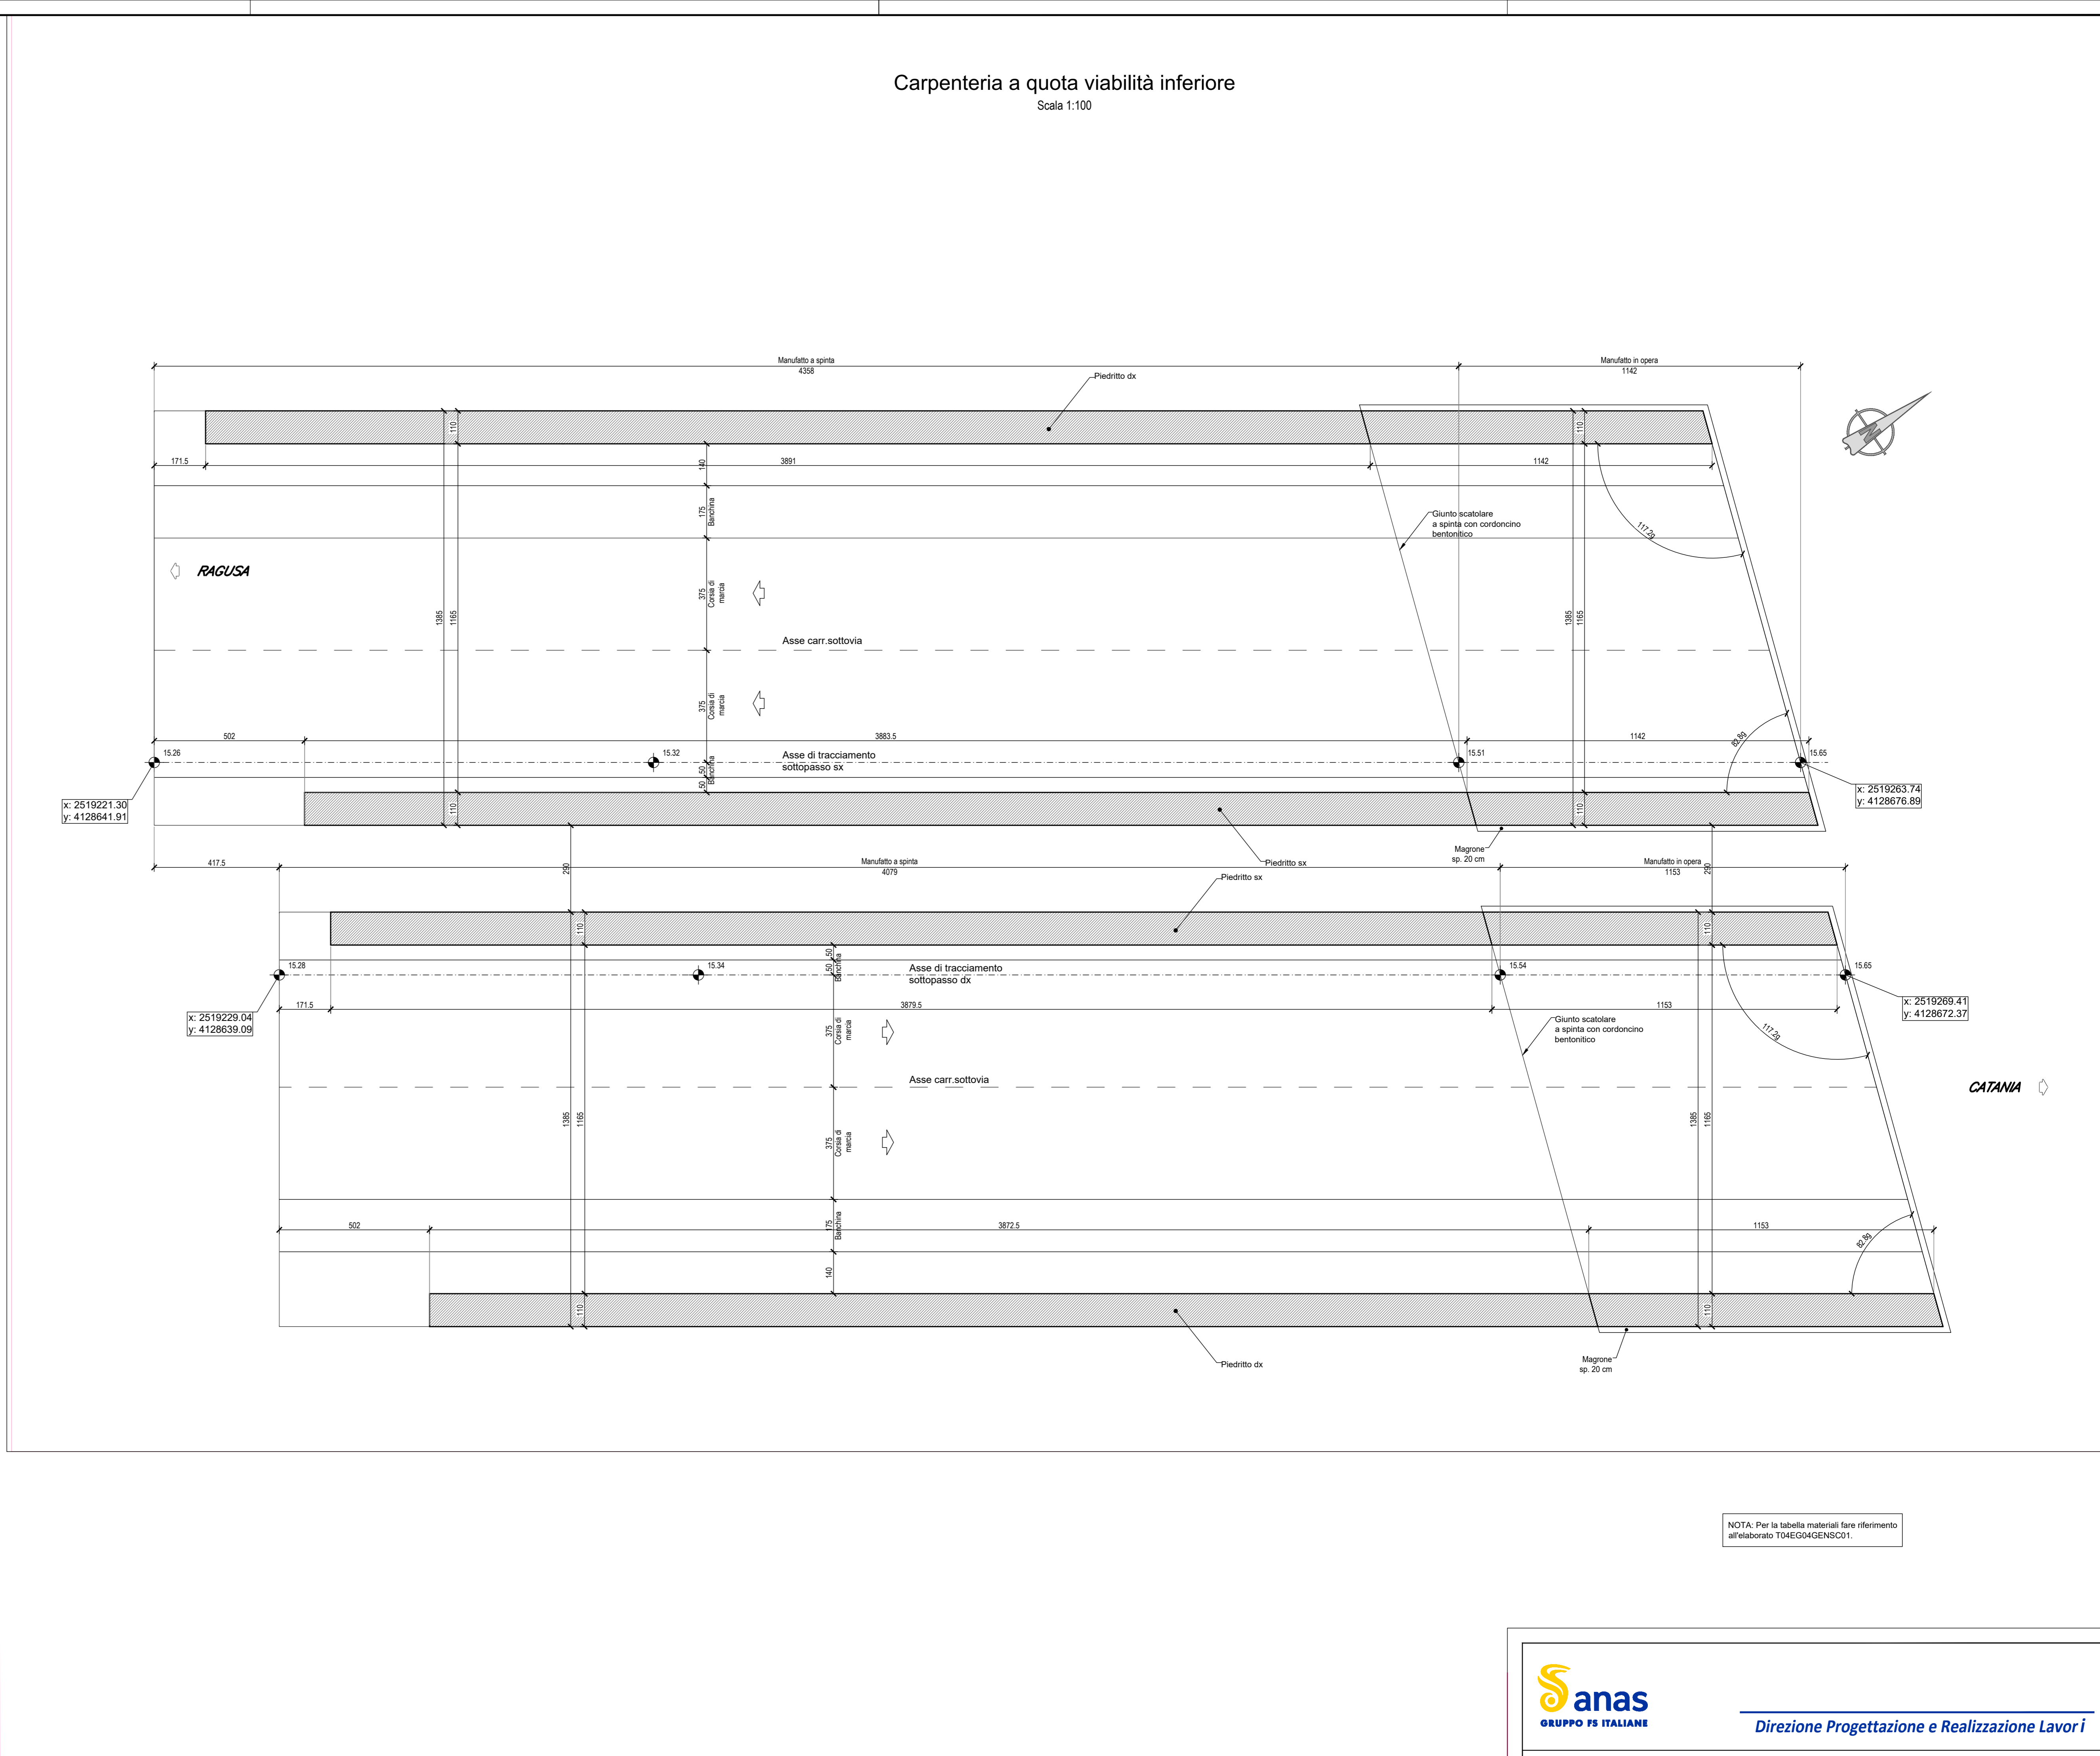 Carpenteria a quota viabilità inferiore
Scala 1:100
Manufatto a spinta
4358
Manufatto in opera
1142
Piedritto dx
110
110
171.5
3891
1142
140
175
Banchina
Giunto scatolare
a spinta con cordoncino
bentonitico
117.2g
RAGUSA
375
Corsia di
marcia
1385
1165
1385
1165
Asse carr.sottovia
375
Corsia di
marcia
502
3883.5
1142
82.8g
15.26
15.32
Asse di tracciamento
sottopasso sx
15.51
15.65
50
Banchina
50
x: 2519221.30
y: 4128641.91
x: 2519263.74
y: 4128676.89
110
110
Magrone
sp. 20 cm
Piedritto sx
417.5
290
Manufatto a spinta
4079
Manufatto in opera
1153
290
Piedritto sx
110
110
50
50
Banchina
15.28
15.34
Asse di tracciamento
sottopasso dx
15.54
15.65
x: 2519229.04
y: 4128639.09
x: 2519269.41
y: 4128672.37
171.5
3879.5
1153
375
Corsia di
marcia
Giunto scatolare
a spinta con cordoncino
bentonitico
117.2g
Asse carr.sottovia
CATANIA
1385
1165
1385
1165
375
Corsia di
marcia
502
3872.5
1153
175
Banchina
82.8g
140
110
110
Piedritto dx
Magrone
sp. 20 cm
NOTA: Per la tabella materiali fare riferimento
all'elaborato T04EG04GENSC01.
anas
GRUPPO FS ITALIANE
Direzione Progettazione e Realizzazione Lavori
N